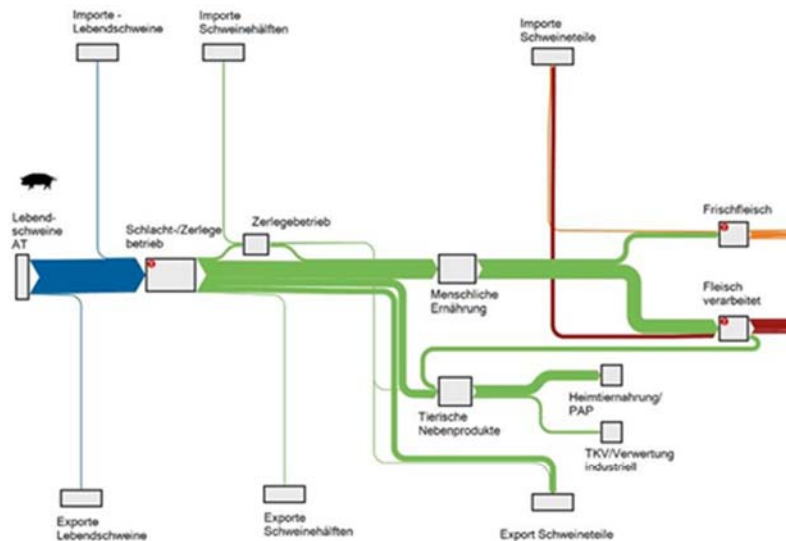 Importe -
Lebendschweine
Importe
Schweinehälften
Importe
Schweineteile
Lebend-
schweine
AT
Schlacht-/Zerlege
betrieb
Zerlegebetrieb
Frischfleisch
Menschliche
Ernährung
Fleisch
verarbeitet
Tierische
Nebenprodukte
Heimtiernahrung/
PAP
TKV/Verwertung
industriell
Exporte
Lebendschweine
Exporte
Schweinehälften
Export Schweineteile